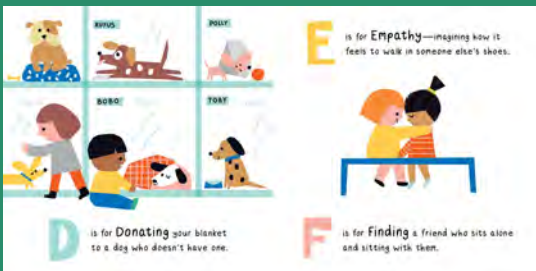 RUFUS
POLLY
BOBO
TOBY
D is for Donating your blanket
to a dog who doesn't have one.
E is for Empathy—imagining how it
feels to walk in someone else's shoes.
F is for Finding a friend who sits alone
and sitting with them.